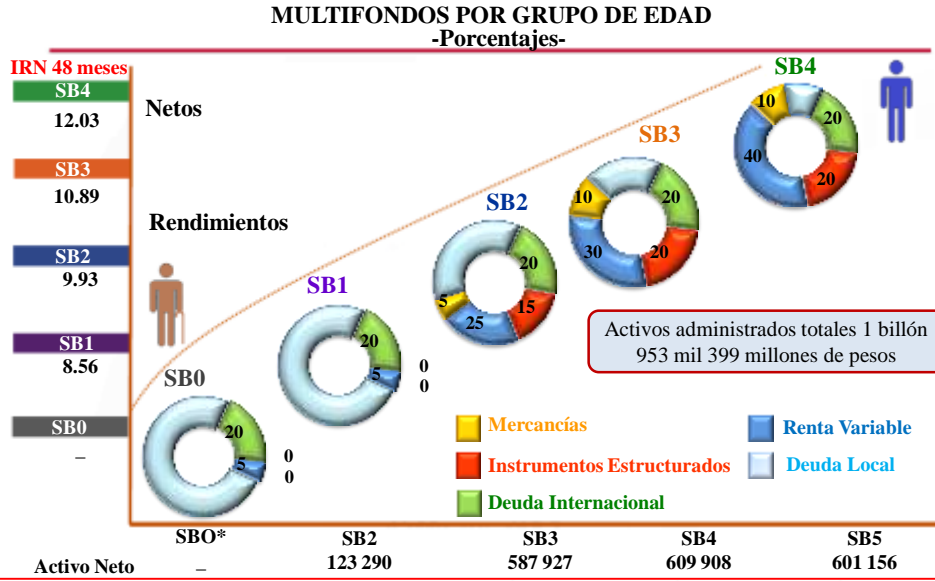 MULTIFONDOS POR GRUPO DE EDAD
-Porcentajes-
IRN 48 meses
SB4
12.03
SB3
10.89
SB2
9.93
SB1
8.56
SB0
–
Netos
Rendimientos
SB4
10
20
40
20
SB3
10
20
30
20
SB2
20
5
25
15
SB1
20
5
0
0
SB0
20
5
0
0
Activos administrados totales 1 billón
953 mil 399 millones de pesos
Mercancías
Renta Variable
Instrumentos Estructurados
Deuda Local
Deuda Internacional
SBO* SB2 SB3 SB4 SB5
Activo Neto – 123 290 587 927 609 908 601 156